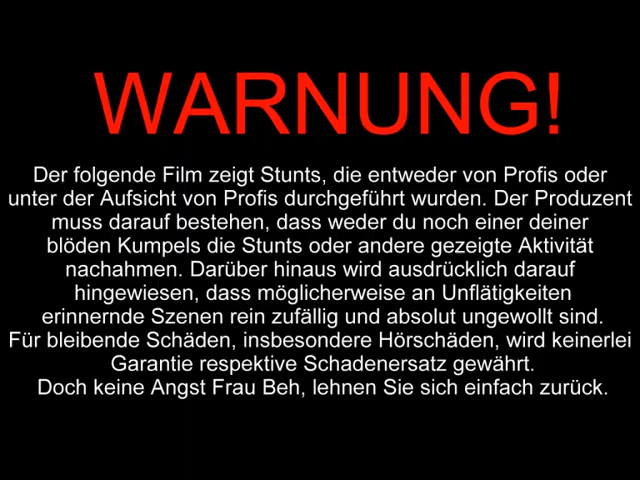 WARNUNG!
Der folgende Film zeigt Stunts, die entweder von Profis oder
unter der Aufsicht von Profis durchgeführt wurden. Der Produzent
muss darauf bestehen, dass weder du noch einer deiner
blöden Kumpels die Stunts oder andere gezeigte Aktivität
nachahmen. Darüber hinaus wird ausdrücklich darauf
hingewiesen, dass möglicherweise an Unflätigkeiten
erinnernde Szenen rein zufällig und absolut ungewollt sind.
Für bleibende Schäden, insbesondere Hörschäden, wird keinerlei
Garantie respektive Schadenersatz gewährt.
Doch keine Angst Frau Beh, lehnen Sie sich einfach zurück.